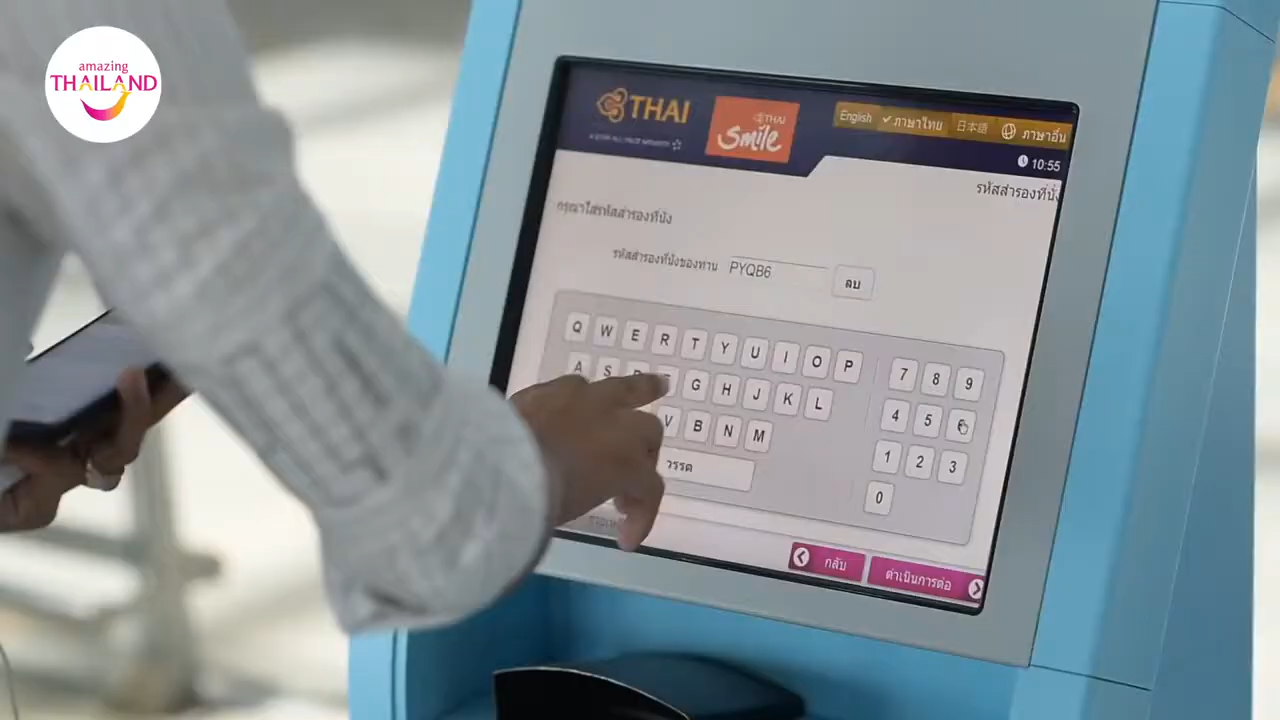 amazing
THAILAND
THAI
A STAR ALLIANCE MEMBER
THAI
Smile
English ✓ ภาษาไทย 日本語 ภาษาอื่น
10:55
รหัสสำรองที่นั่ง
กรุณาใส่รหัสสำรองที่นั่ง
รหัสสำรองที่นั่งของท่าน PYQB6 ลบ
Q W E R T Y U I O P 7 8 9
A S D F G H J K L 4 5 6
V B N M 1 2 3
วรรค 0
กลับ ดำเนินการต่อ